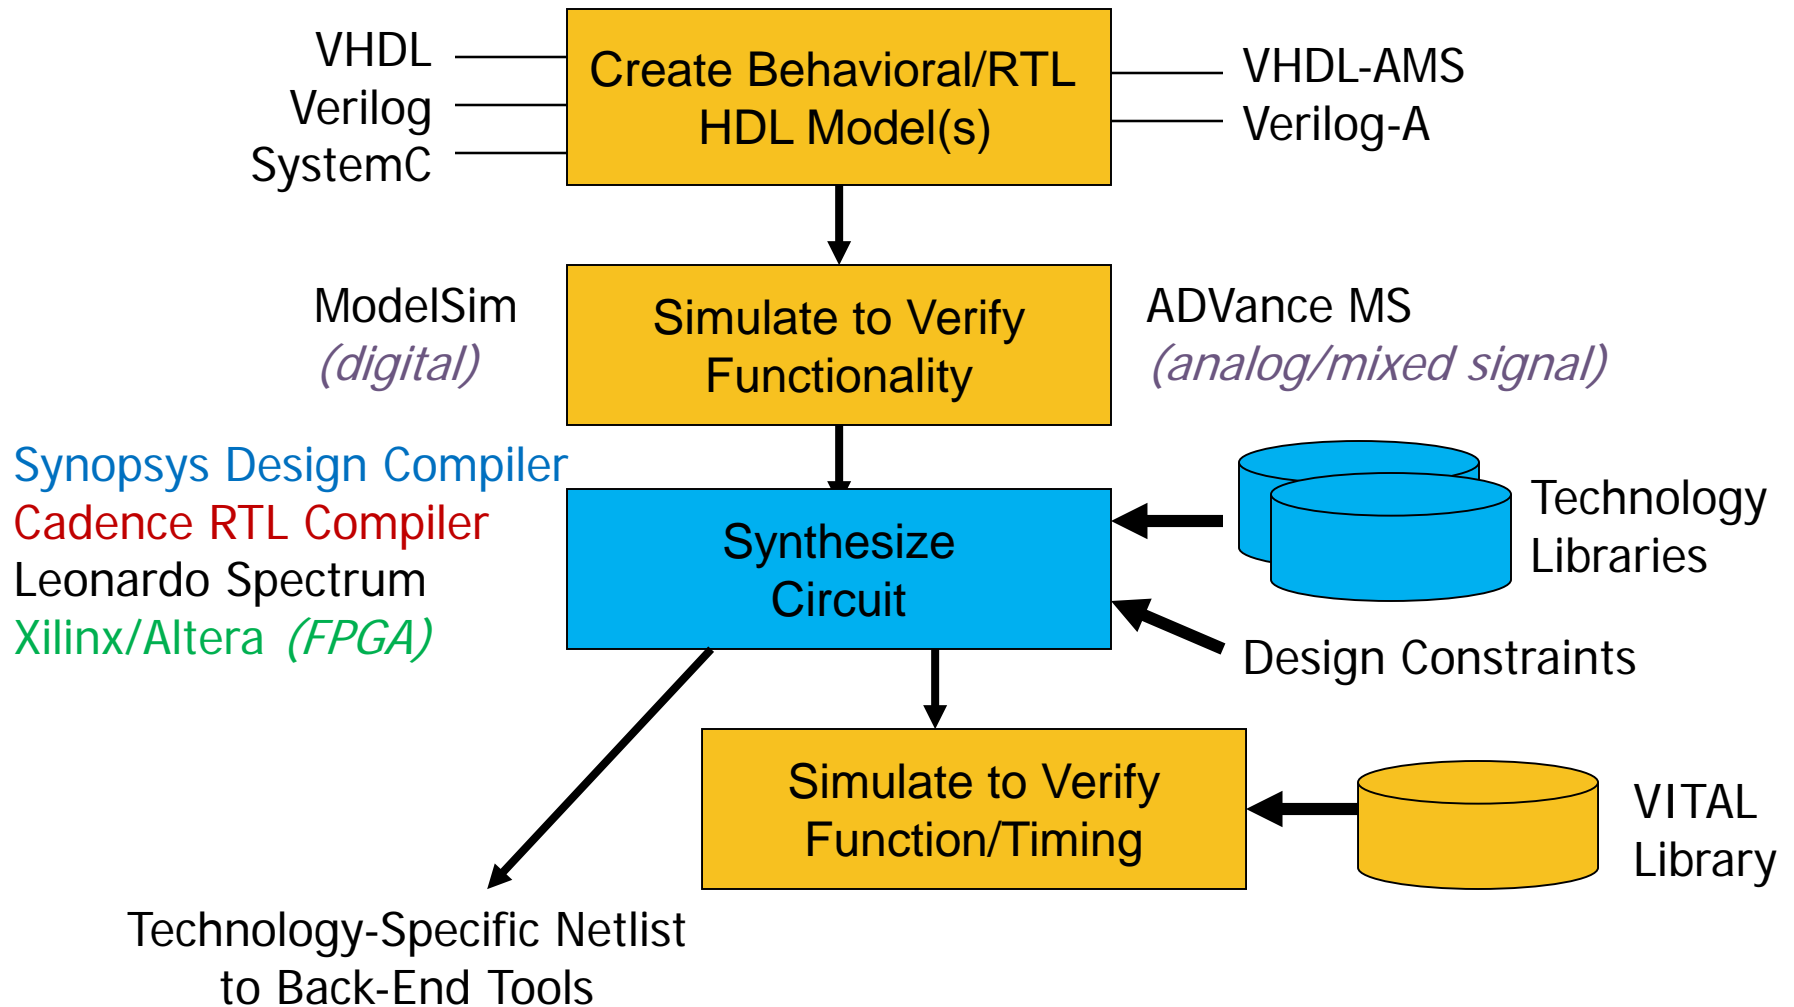 VHDL
Verilog
SystemC
Create Behavioral/RTL
HDL Model(s)
VHDL-AMS
Verilog-A
ModelSim
(digital)
Simulate to Verify
Functionality
ADVance MS
(analog/mixed signal)
Synopsys Design Compiler
Cadence RTL Compiler
Leonardo Spectrum
Xilinx/Altera (FPGA)
Synthesize
Circuit
Technology
Libraries
Design Constraints
Simulate to Verify
Function/Timing
VITAL
Library
Technology-Specific Netlist
to Back-End Tools